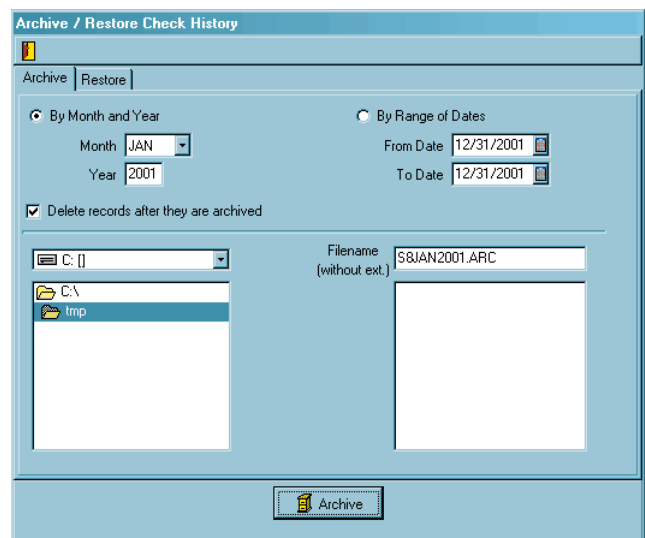 Archive / Restore Check History
Archive Restore
By Month and Year By Range of Dates
Month JAN From Date 12/31/2001
Year 2001 To Date 12/31/2001
Delete records after they are archived
C: [] Filename
(without ext.) S8JAN2001.ARC
C:\
tmp
Archive